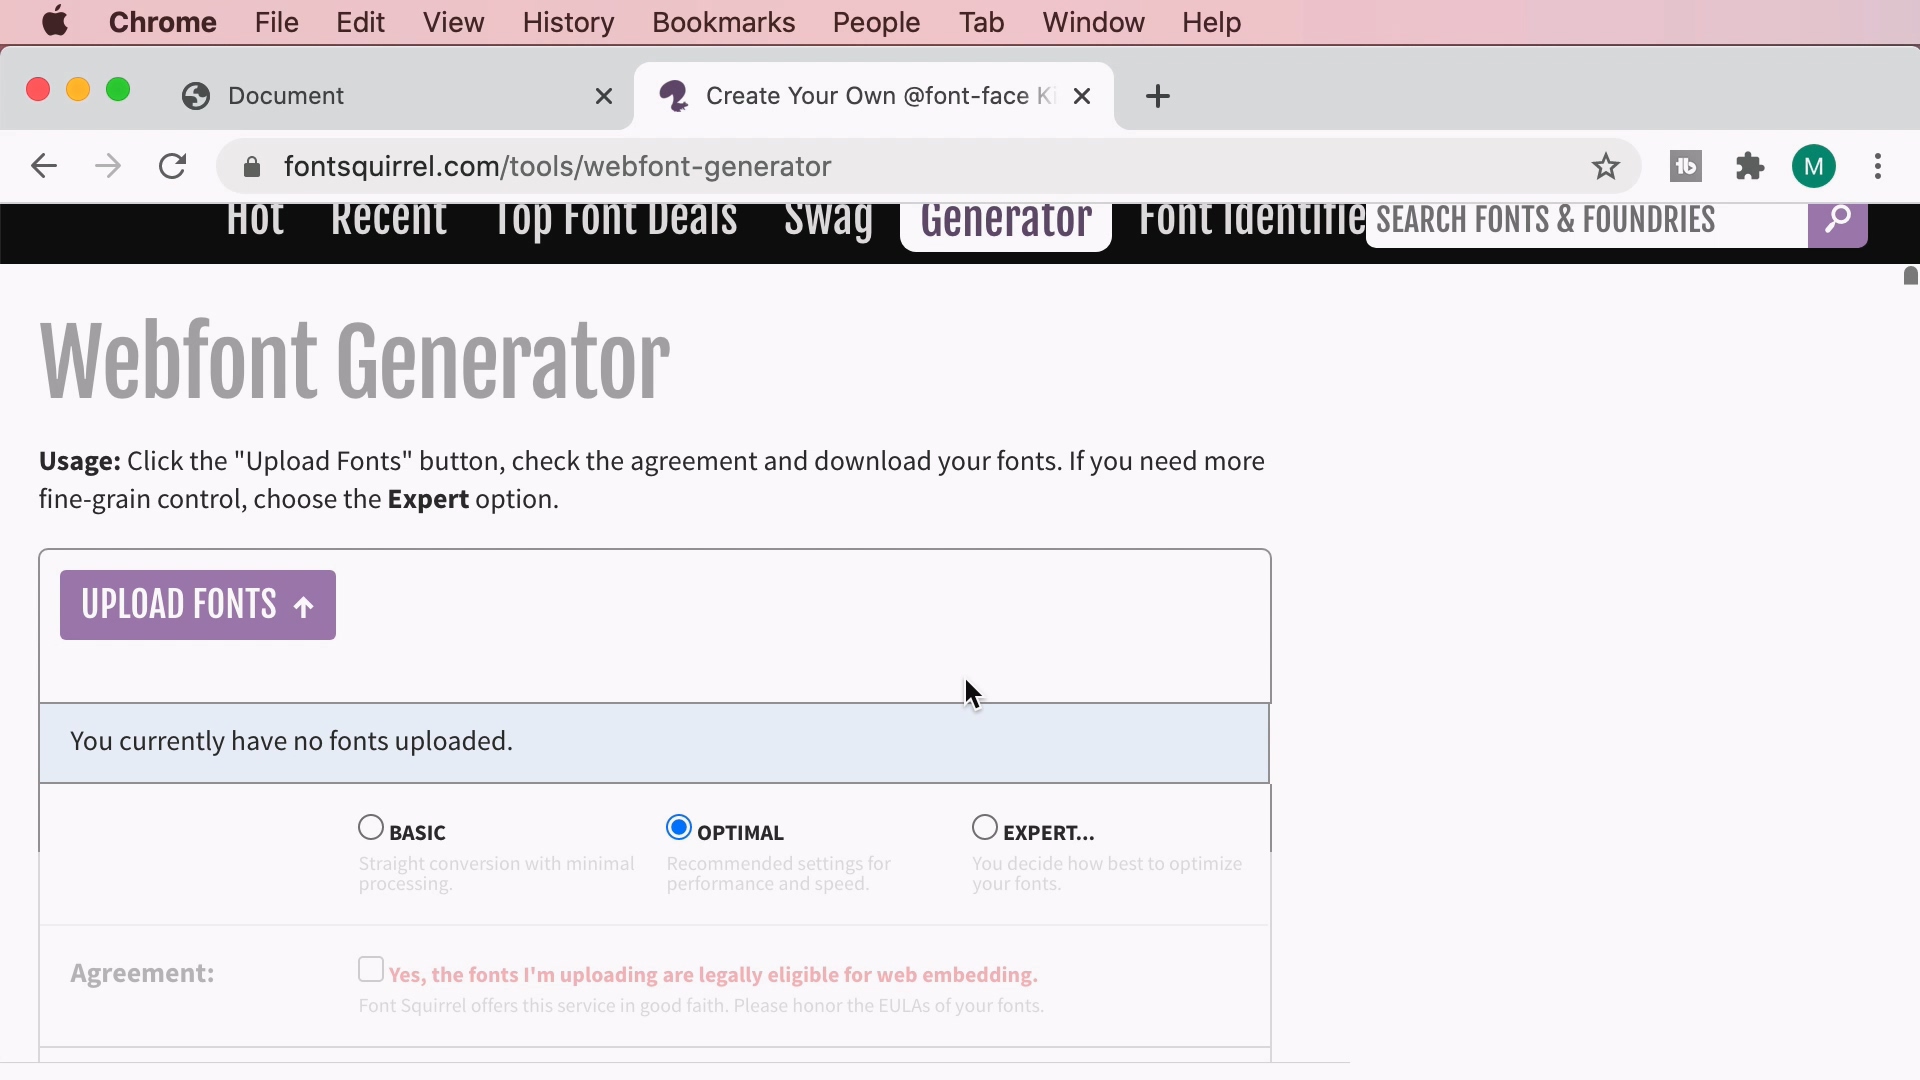 Chrome File Edit View History Bookmarks People Tab Window Help
Document
Create Your Own @font-face Ki
fontsquirrel.com/tools/webfont-generator
M
Hot Recent Top Font Deals Swag Generator Font Identifie SEARCH FONTS & FOUNDRIES
Webfont Generator
Usage: Click the "Upload Fonts" button, check the agreement and download your fonts. If you need more
fine-grain control, choose the Expert option.
UPLOAD FONTS
You currently have no fonts uploaded.
BASIC OPTIMAL EXPERT...
Straight conversion with minimal Recommended settings for You decide how best to optimize
processing. performance and speed. your fonts.
Agreement: Yes, the fonts I'm uploading are legally eligible for web embedding.
Font Squirrel offers this service in good faith. Please honor the EULAs of your fonts.